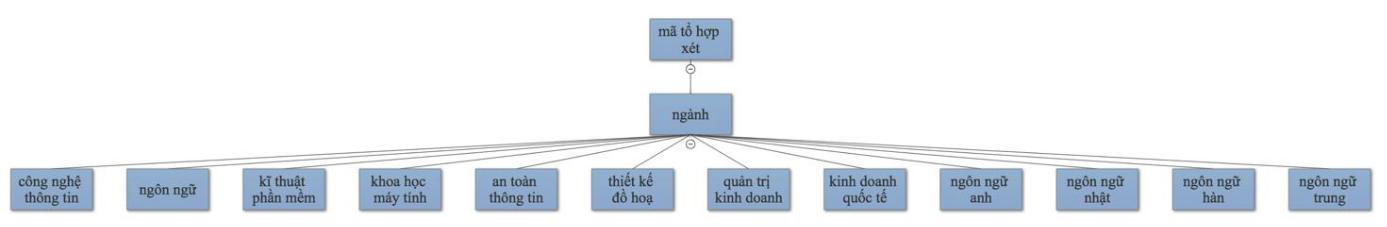 mã tổ hợp
xét
ngành
công nghệ
thông tin
ngôn ngữ
kĩ thuật
phần mềm
khoa học
máy tính
an toàn
thông tin
thiết kế
đồ hoạ
quản trị
kinh doanh
kinh doanh
quốc tế
ngôn ngữ
anh
ngôn ngữ
nhật
ngôn ngữ
hàn
ngôn ngữ
trung